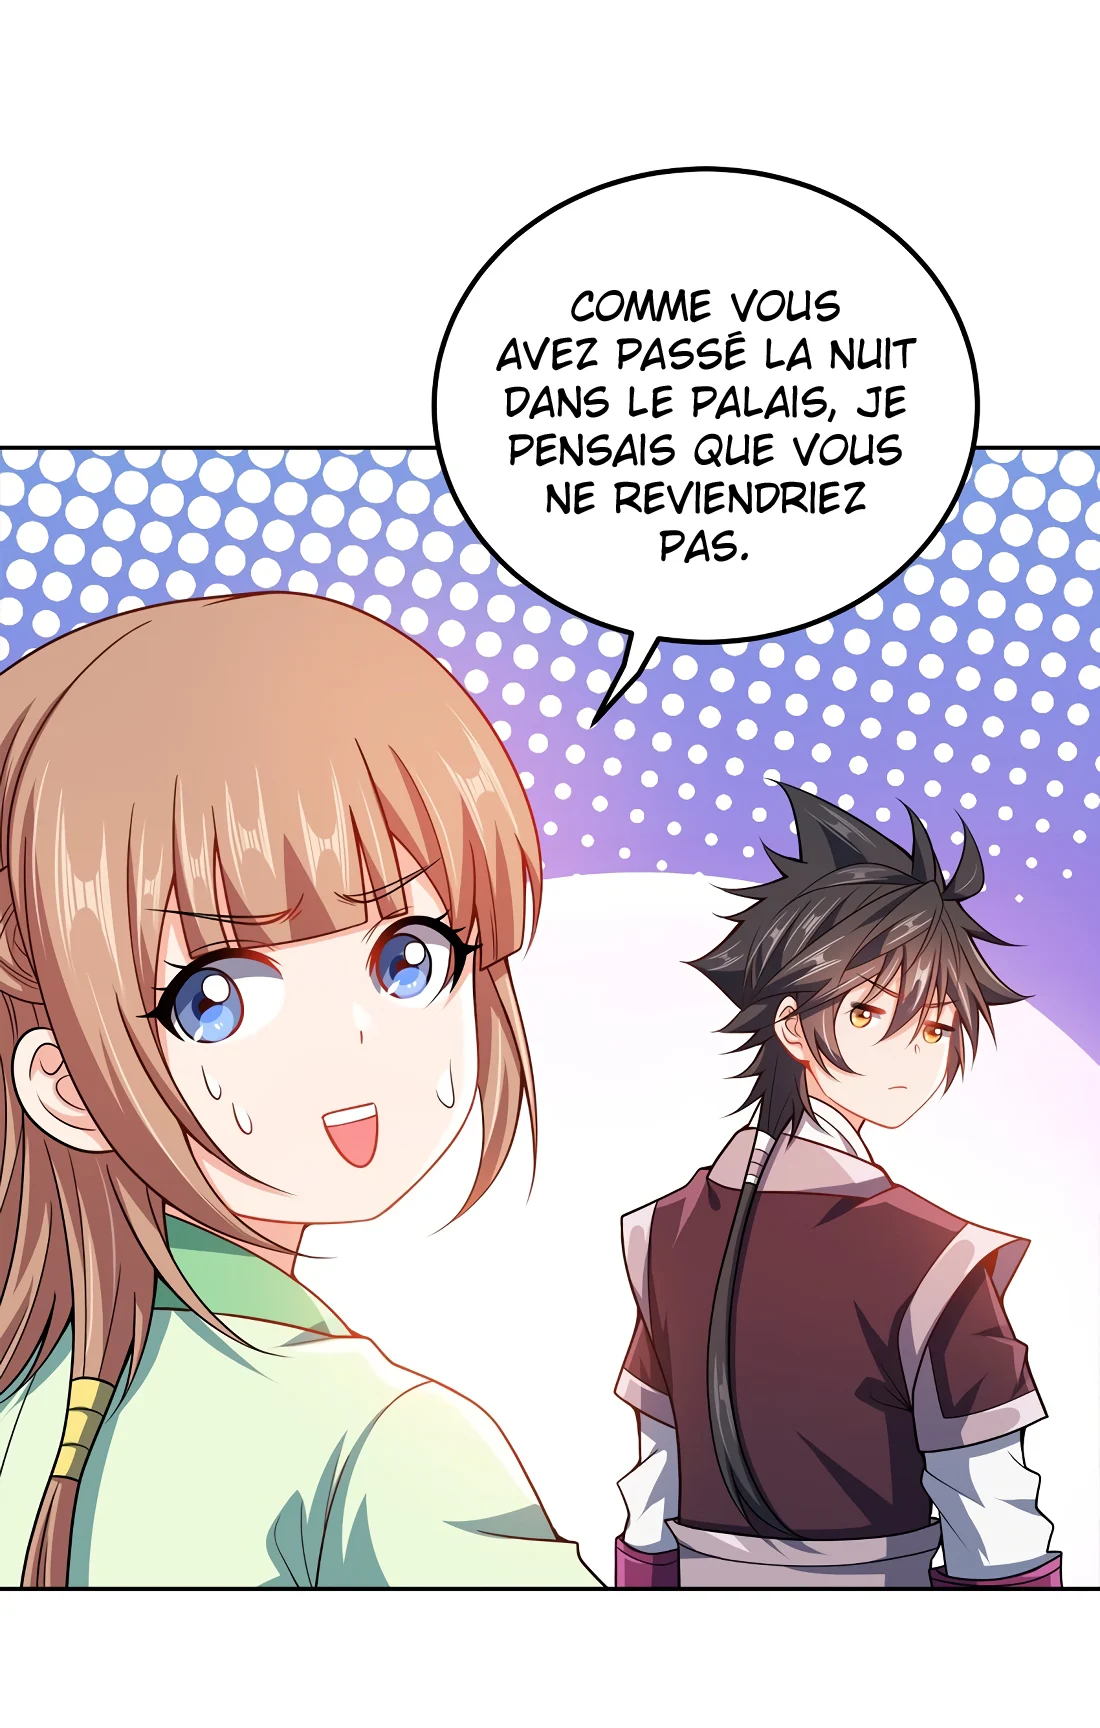 COMME VOUS
AVEZ PASSÉ LA NUIT
DANS LE PALAIS, JE
PENSAIS QUE VOUS
NE REVIENDRIEZ
PAS.